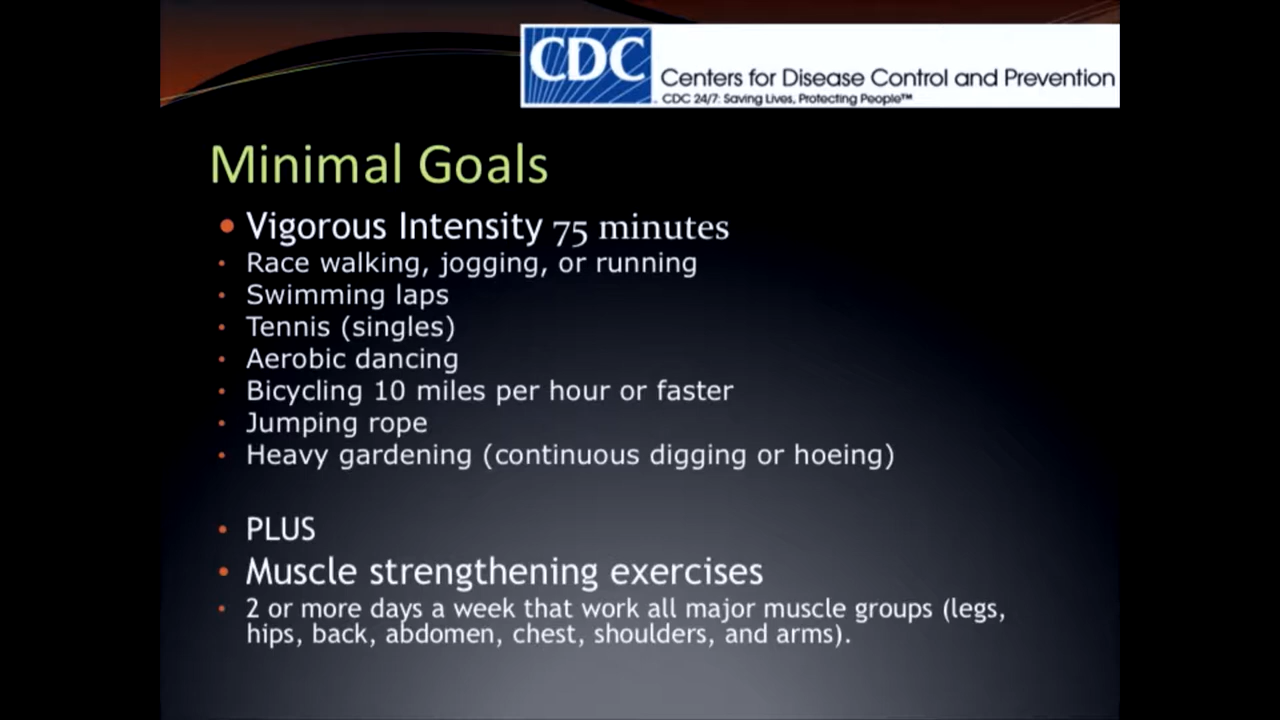 CDC
Centers for Disease Control and Prevention
CDC 24/7: Saving Lives, Protecting People™
Minimal Goals
• Vigorous Intensity 75 minutes
• Race walking, jogging, or running
• Swimming laps
• Tennis (singles)
• Aerobic dancing
• Bicycling 10 miles per hour or faster
• Jumping rope
• Heavy gardening (continuous digging or hoeing)
• PLUS
• Muscle strengthening exercises
• 2 or more days a week that work all major muscle groups (legs,
hips, back, abdomen, chest, shoulders, and arms).